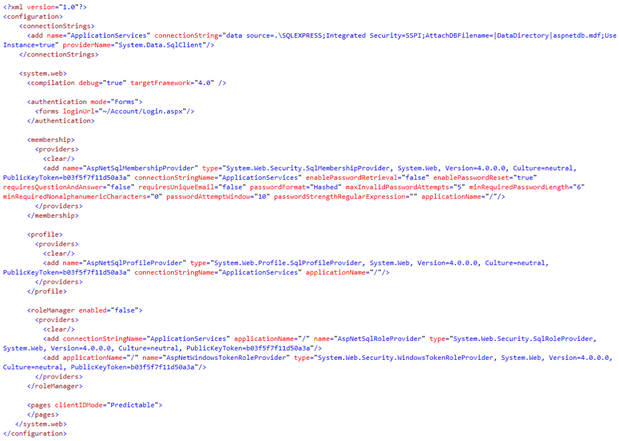 <?xml version="1.0"?>
<configuration>
<connectionStrings>
<add name="ApplicationServices" connectionString="data source=.\SQLEXPRESS;Integrated Security=SSPI;AttachDBFilename=|DataDirectory|aspnetdb.mdf;Use
Instance=true" providerName="System.Data.SqlClient"/>
</connectionStrings>
<system.web>
<compilation debug="true" targetFramework="4.0" />
<authentication mode="Forms">
<forms loginUrl="~/Account/Login.aspx"/>
</authentication>
<membership>
<providers>
<clear/>
<add name="AspNetSqlMembershipProvider" type="System.Web.Security.SqlMembershipProvider, System.Web, Version=4.0.0.0, Culture=neutral,
PublicKeyToken=b03f5f7f11d50a3a" connectionStringName="ApplicationServices" enablePasswordRetrieval="false" enablePasswordReset="true"
requiresQuestionAndAnswer="false" requiresUniqueEmail="false" passwordFormat="Hashed" maxInvalidPasswordAttempts="5" minRequiredPasswordLength="6"
minRequiredNonalphanumericCharacters="0" passwordAttemptWindow="10" passwordStrengthRegularExpression="" applicationName="/"/>
</providers>
</membership>
<profile>
<providers>
<clear/>
<add name="AspNetSqlProfileProvider" type="System.Web.Profile.SqlProfileProvider, System.Web, Version=4.0.0.0, Culture=neutral,
PublicKeyToken=b03f5f7f11d50a3a" connectionStringName="ApplicationServices" applicationName="/"/>
</providers>
</profile>
<roleManager enabled="false">
<providers>
<clear/>
<add connectionStringName="ApplicationServices" applicationName="/" name="AspNetSqlRoleProvider" type="System.Web.Security.SqlRoleProvider,
System.Web, Version=4.0.0.0, Culture=neutral, PublicKeyToken=b03f5f7f11d50a3a"/>
<add applicationName="/" name="AspNetWindowsTokenRoleProvider" type="System.Web.Security.WindowsTokenRoleProvider, System.Web, Version=4.0.0.0,
Culture=neutral, PublicKeyToken=b03f5f7f11d50a3a"/>
</providers>
</roleManager>
<pages clientIDMode="Predictable">
</pages>
</system.web>
</configuration>